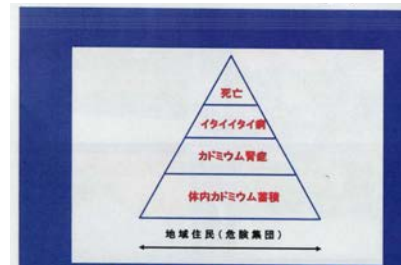 死亡
イタイイタイ病
カドミウム腎症
体内カドミウム蓄積
地域住民(危険集団)